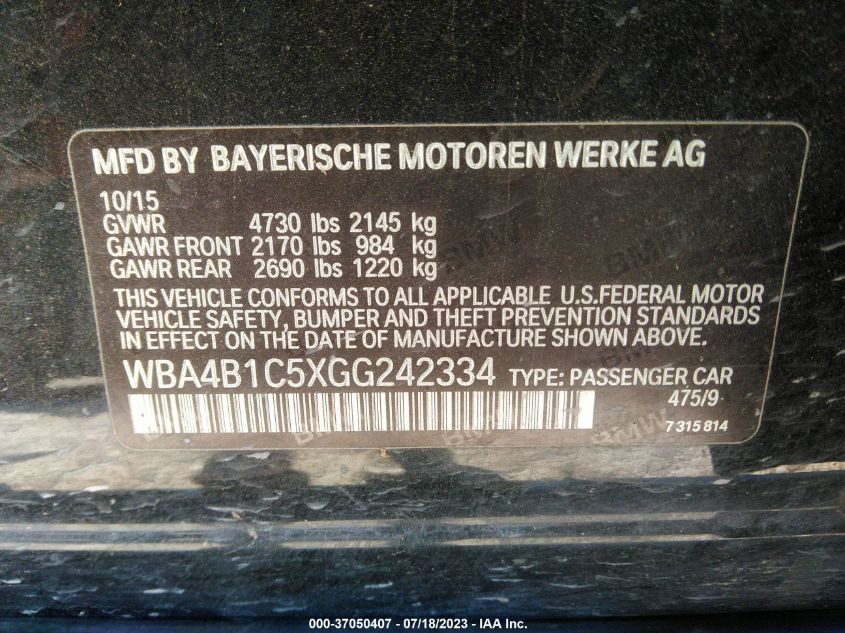 MFD BY BAYERISCHE MOTOREN WERKE AG
10/15
GVWR 4730 lbs 2145 kg
GAWR FRONT 2170 lbs 984 kg
GAWR REAR 2690 lbs 1220 kg
THIS VEHICLE CONFORMS TO ALL APPLICABLE U.S.FEDERAL MOTOR
VEHICLE SAFETY, BUMPER AND THEFT PREVENTION STANDARDS
IN EFFECT ON THE DATE OF MANUFACTURE SHOWN ABOVE.
WBA4B1C5XGG242334 TYPE: PASSENGER CAR
475/9
7 315 814
000-37050407 - 07/18/2023 - IAA Inc.